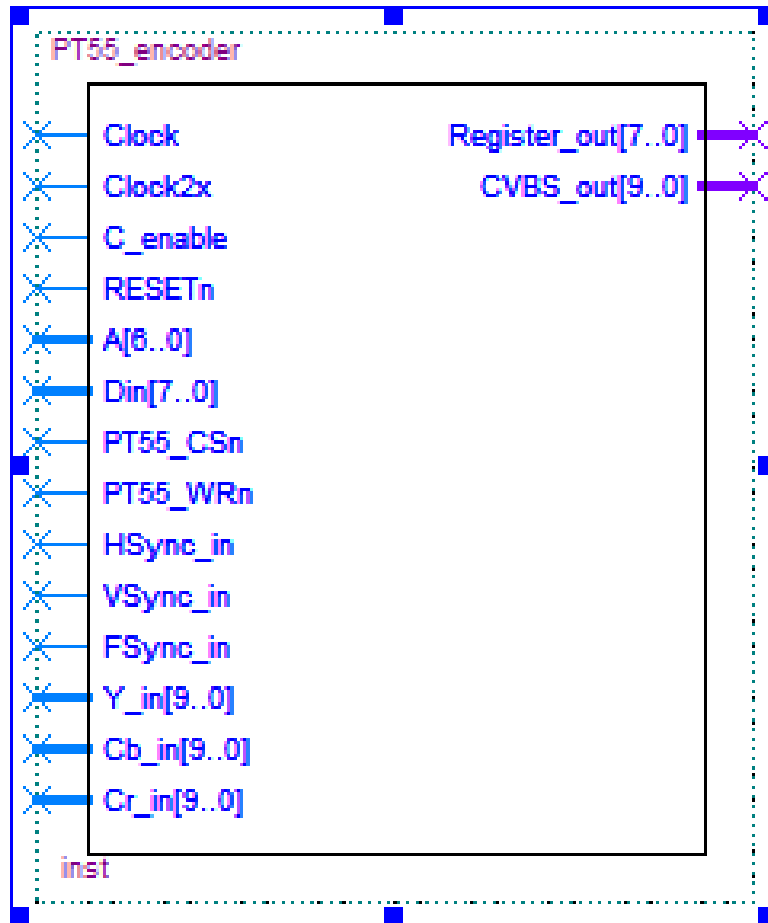 PT55_encoder
Clock
Register_out[7..0]
Clock2x
CVBS_out[9..0]
C_enable
RESETn
A[6..0]
Din[7..0]
PT55_CSn
PT55_WRn
HSync_in
VSync_in
FSync_in
Y_in[9..0]
Cb_in[9..0]
Cr_in[9..0]
inst